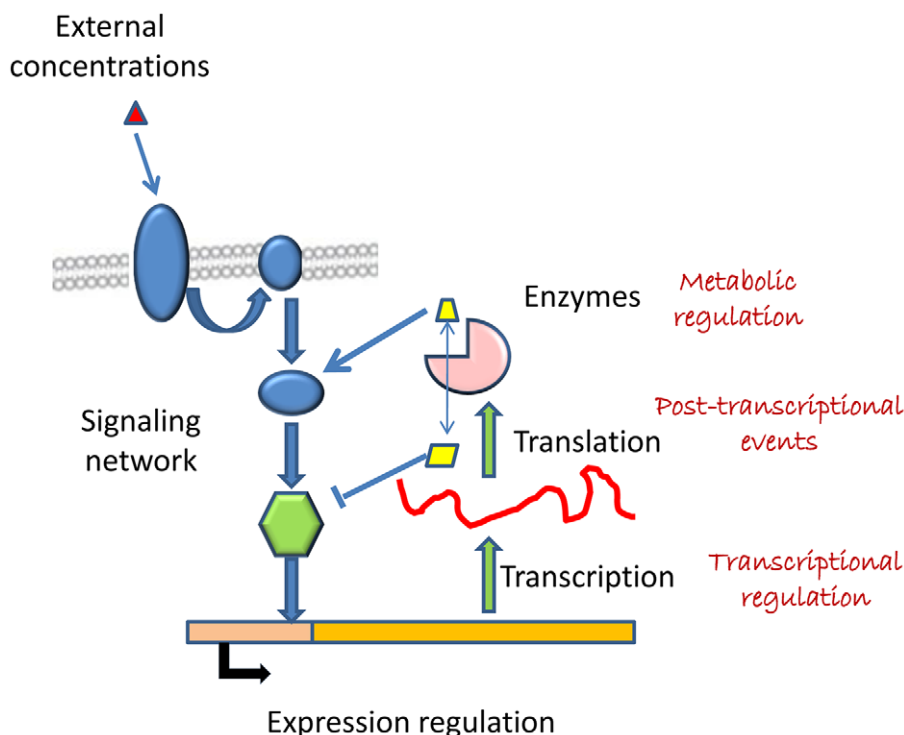 External
concentrations
Enzymes
Metabolic
regulation
Signaling
network
Translation
Post-transcriptional
events
Transcription
Transcriptional
regulation
Expression regulation